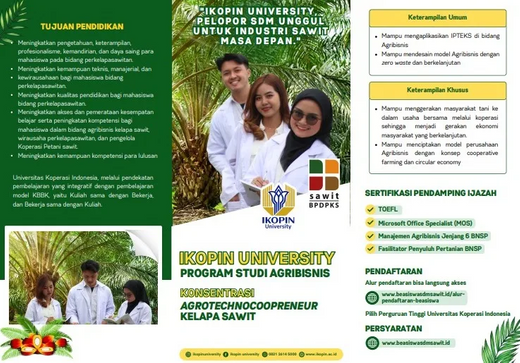 TUJUAN PENDIDIKAN
Meningkatkan pengetahuan, keterampilan,
profesionalisme, kemandirian, dan daya saing para
mahasiswa pada bidang perkelapasawitan.
Meningkatkan kemampuan teknis, manajerial, dan
kewirausahaan bagi mahasiswa bidang
perkelapasawitan.
Meningkatkan kualitas pendidikan bagi mahasiswa
bidang perkelapasawitan.
Meningkatkan akses dan pemerataan kesempatan
belajar serta peningkatan kompetensi bagi
mahasiswa dalam bidang agribisnis kelapa sawit,
wirausaha perkelapasawitan, dan pengelola
Koperasi Petani sawit.
Meningkatkan kemampuan kompetensi para lulusan
Universitas Koperasi Indonesia, melalui pendekatan
pembelajaran yang integratif dengan pembelajaran
model KBBK, yaitu Kuliah sama dengan Bekerja,
dan Bekerja sama dengan Kuliah.
"IKOPIN UNIVERSITY,
PELOPOR SDM UNGGUL
UNTUK INDUSTRI SAWIT
MASA DEPAN."
IKOPIN
University
sawit
BPDPKS
IKOPIN UNIVERSITY
PROGRAM STUDI AGRIBISNIS
KONSENTRASI
AGROTECHNOCOOPRENEUR
KELAPA SAWIT
ikopinuniversity
ikopin university
www.ikopin.ac.id
Keterampilan Umum
Mampu mengaplikasikan IPTEKS di bidang
Agribisnis
Mampu mendesain model Agribisnis dengan
zero waste dan berkelanjutan
Keterampilan Khusus
Mampu menggerakan masyarakat tani ke
dalam usaha bersama melalui koperasi
sehingga menjadi gerakan ekonomi
masyarakat yang berkelanjutan.
Mampu menciptakan model perusahaan
Agribisnis dengan konsep cooperative
farming dan circular economy
SERTIFIKASI PENDAMPING IJAZAH
TOEFL
Microsoft Office Specialist (MOS)
Manajemen Agribisnis Jenjang 6 BNSP
Fasilitator Penyuluh Pertanian BNSP
PENDAFTARAN
Alur pendaftaran bisa langsung akses
www.beasiswasdmsawit.id/alur-
pendaftaran-beasiswa
Pilih Perguruan Tinggi Universitas Koperasi Indonesia
PERSYARATAN
www.beasiswasdmsawit.id